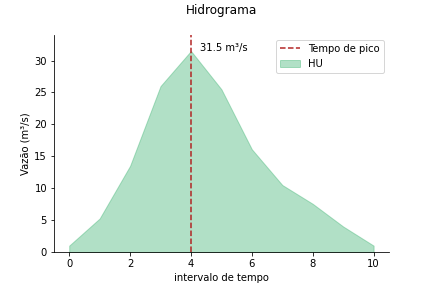 Hidrograma
31.5 m³/s
Tempo de pico
HU
Vazão (m³/s)
30
25
20
15
10
5
0
0 2 4 6 8 10
intervalo de tempo